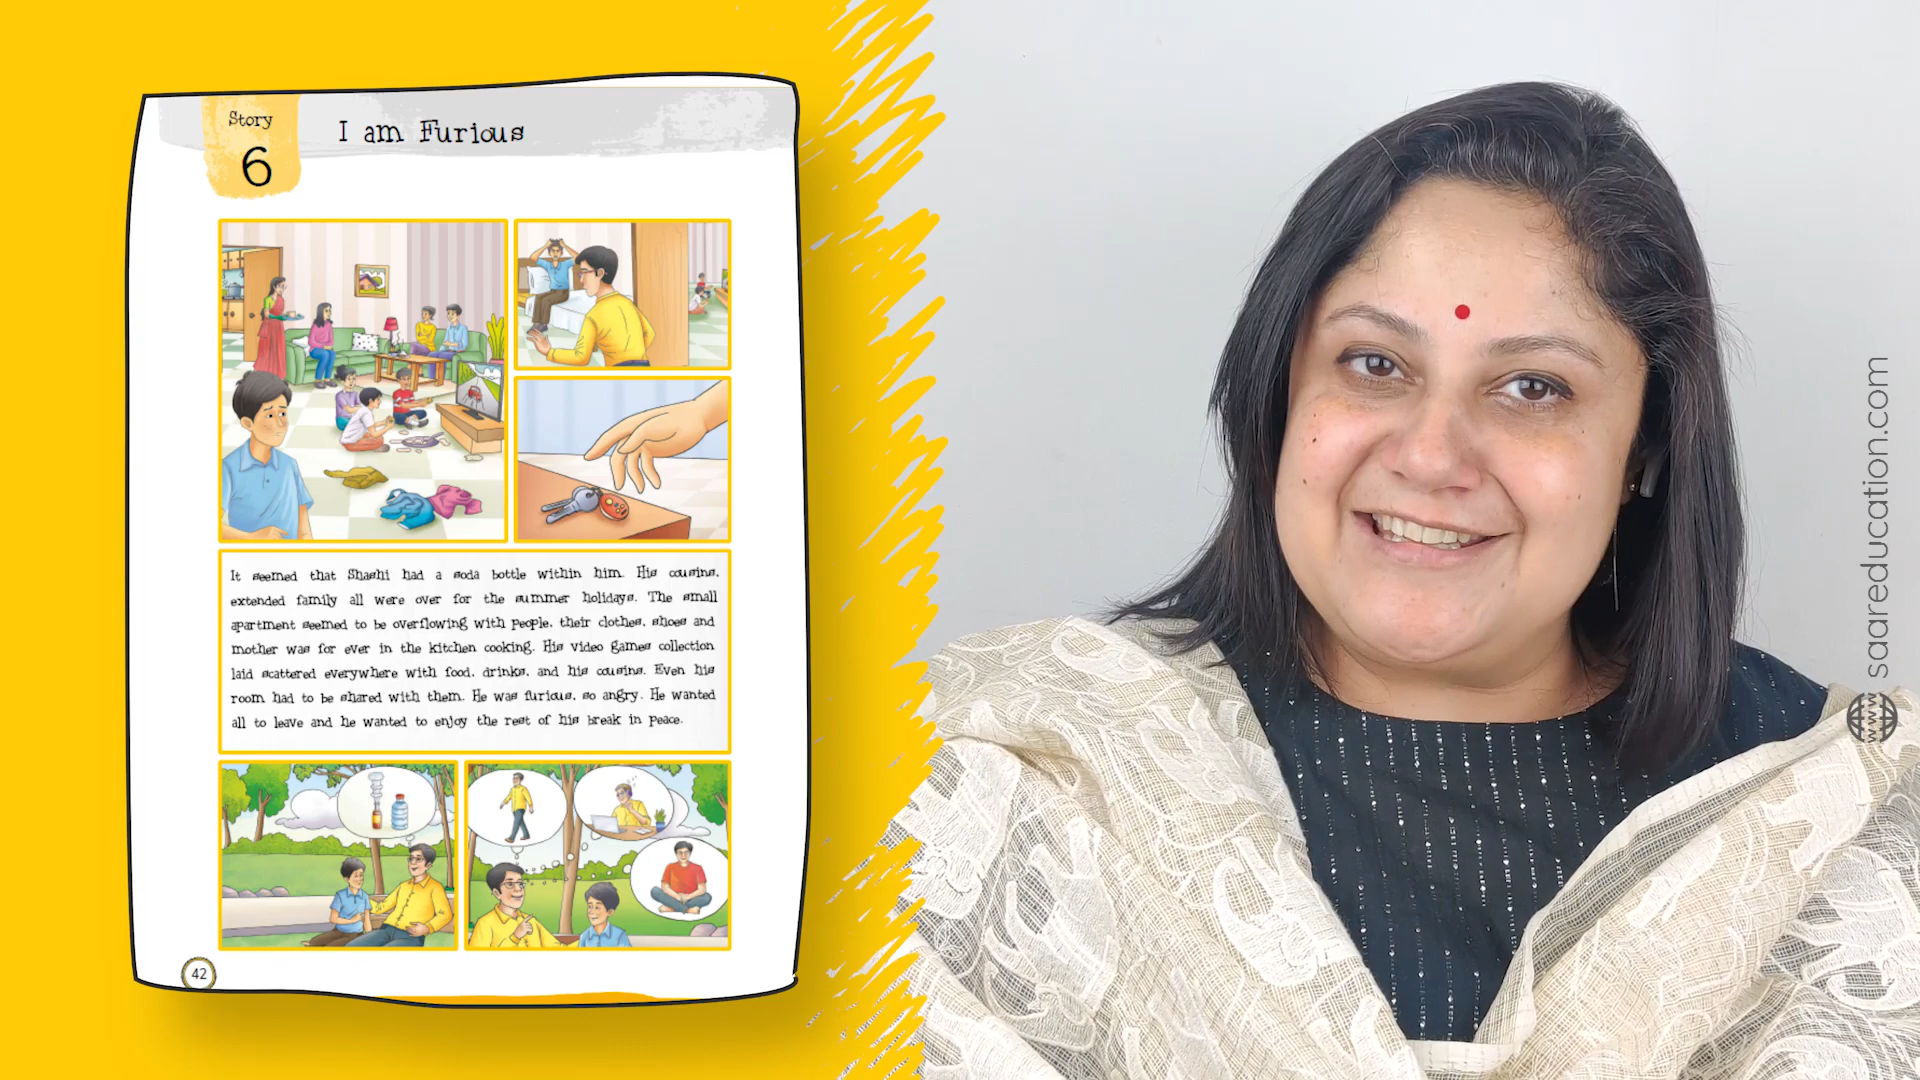 Story
6
I am Furious
It seemed that Shashi had a soda bottle within him. His cousins,
extended family all were over for the summer holidays. The small
apartment seemed to be overflowing with people, their clothes, shoes and
mother was for ever in the kitchen cooking. His video games collection
laid scattered everywhere with food, drinks, and his cousins. Even his
room had to be shared with them. He was furious, so angry. He wanted
all to leave and he wanted to enjoy the rest of his break in peace.
42
www saareducation.com